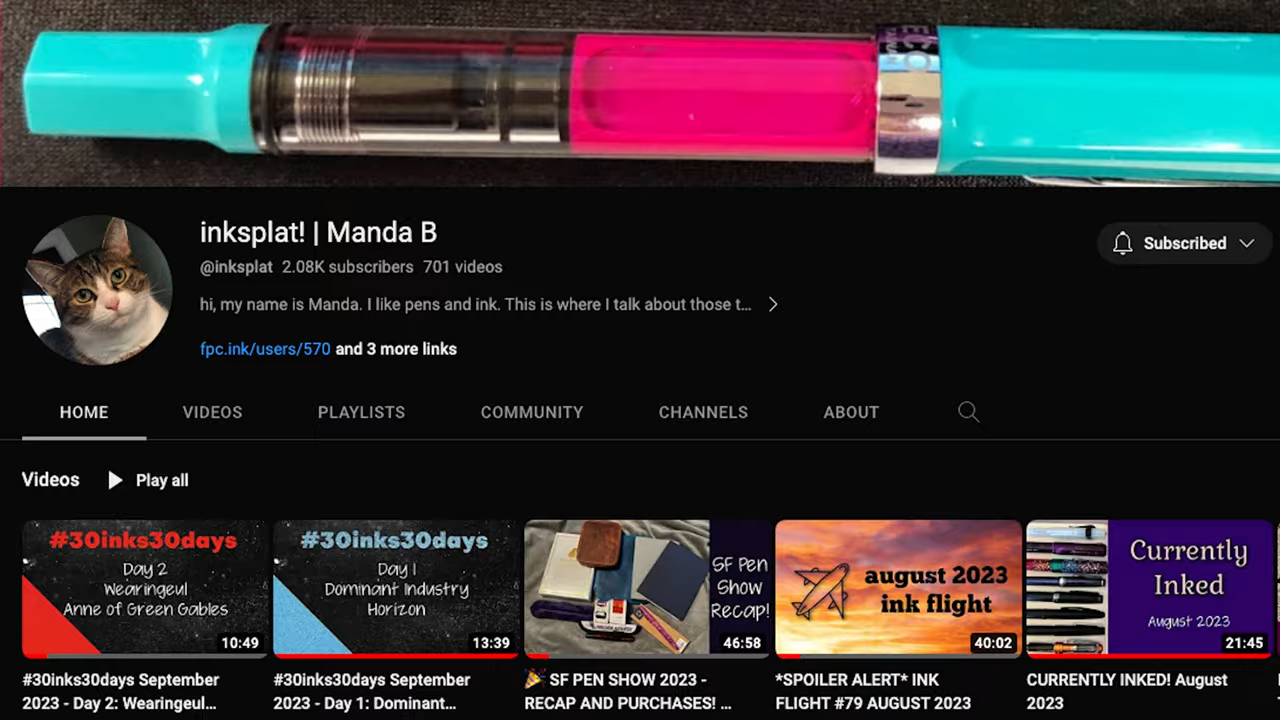 ECO
inksplat! | Manda B
@inksplat 2.08K subscribers 701 videos
hi, my name is Manda. I like pens and ink. This is where I talk about those t...
fpc.ink/users/570 and 3 more links
Subscribed
HOME VIDEOS PLAYLISTS COMMUNITY CHANNELS ABOUT
Videos Play all
#30inks30days
Day 2
Wearingeul
Anne of Green Gables
10:49
#30inks30days
Day 1
Dominant Industry
Horizon
13:39
SF Pen
Show
Recap!
46:58
august 2023
ink flight
40:02
Currently
Inked
August 2023
21:45
#30inks30days September
2023 - Day 2: Wearingeul...
#30inks30days September
2023 - Day 1: Dominant...
🎉 SF PEN SHOW 2023 -
RECAP AND PURCHASES! ...
*SPOILER ALERT* INK
FLIGHT #79 AUGUST 2023
CURRENTLY INKED! August
2023